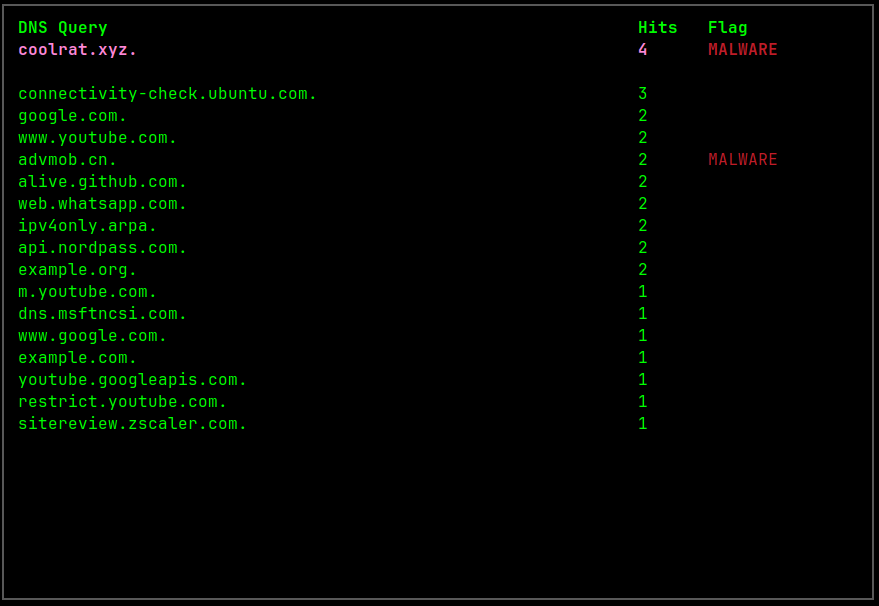 DNS Query Hits Flag
coolrat.xyz. 4 MALWARE
connectivity-check.ubuntu.com. 3
google.com. 2
www.youtube.com. 2
advmob.cn. 2 MALWARE
alive.github.com. 2
web.whatsapp.com. 2
ipv4only.arpa. 2
api.nordpass.com. 2
example.org. 2
m.youtube.com. 1
dns.msftncsi.com. 1
www.google.com. 1
example.com. 1
youtube.googleapis.com. 1
restrict.youtube.com. 1
sitereview.zscaler.com. 1